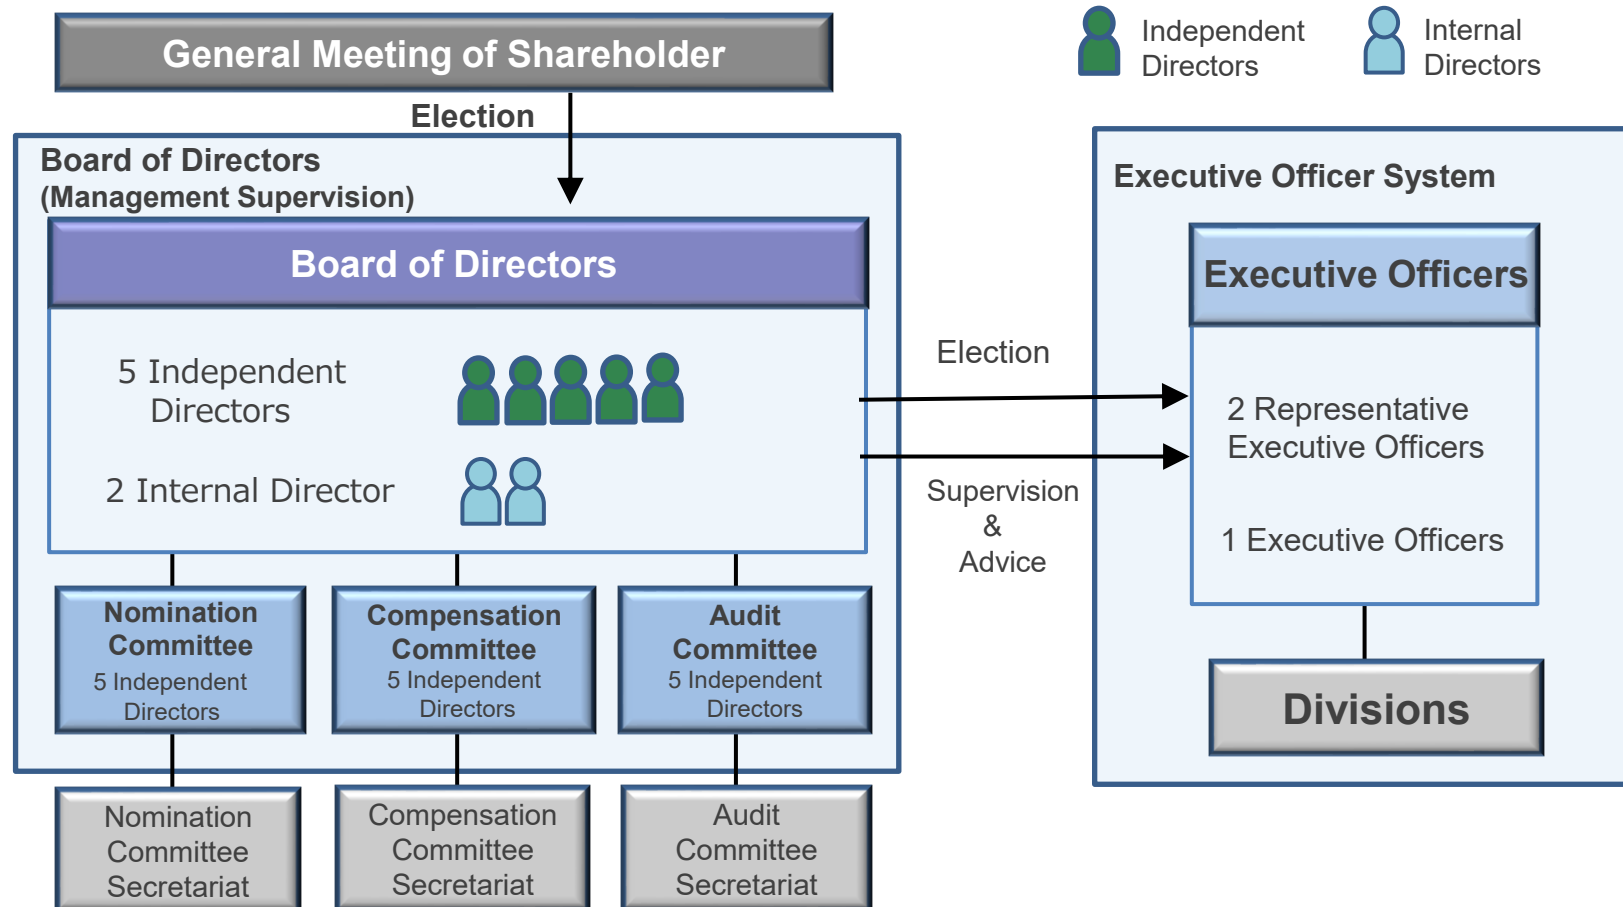 General Meeting of Shareholder
Independent
Directors
Internal
Directors
Election
Board of Directors
(Management Supervision)
Board of Directors
5 Independent
Directors
2 Internal Director
Nomination
Committee
5 Independent
Directors
Compensation
Committee
5 Independent
Directors
Audit
Committee
5 Independent
Directors
Nomination
Committee
Secretariat
Compensation
Committee
Secretariat
Audit
Committee
Secretariat
Election
Supervision
&
Advice
Executive Officer System
Executive Officers
2 Representative
Executive Officers
1 Executive Officers
Divisions